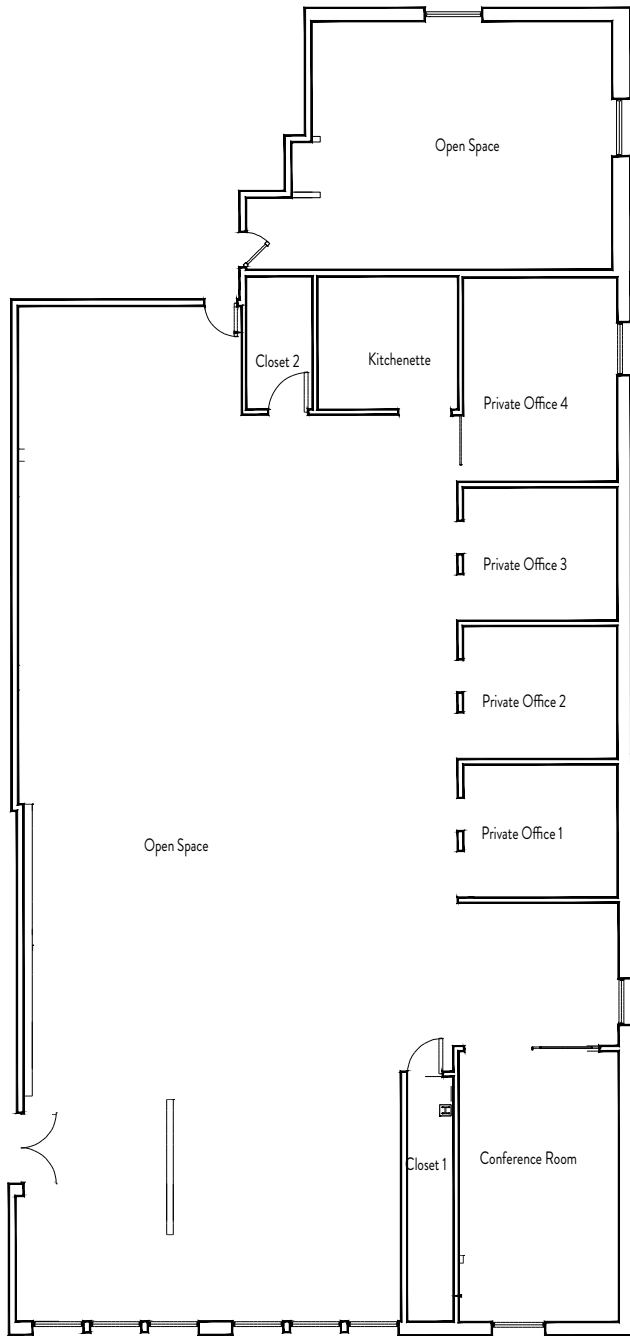 Open Space
Closet 2
Kitchenette
Private Office 4
Private Office 3
Private Office 2
Private Office 1
Open Space
Closet 1
Conference Room